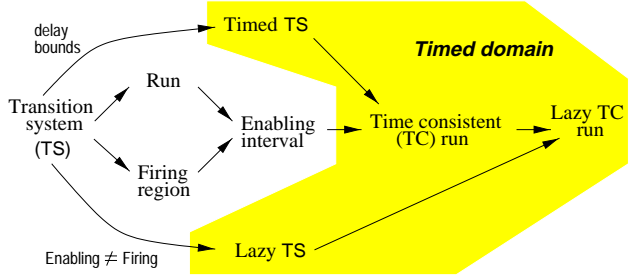 delay
bounds
Timed TS
Timed domain
Run
Transition
system
(TS)
Enabling
interval
Time consistent
(TC) run
Lazy TC
run
Firing
region
Enabling ≠ Firing
Lazy TS